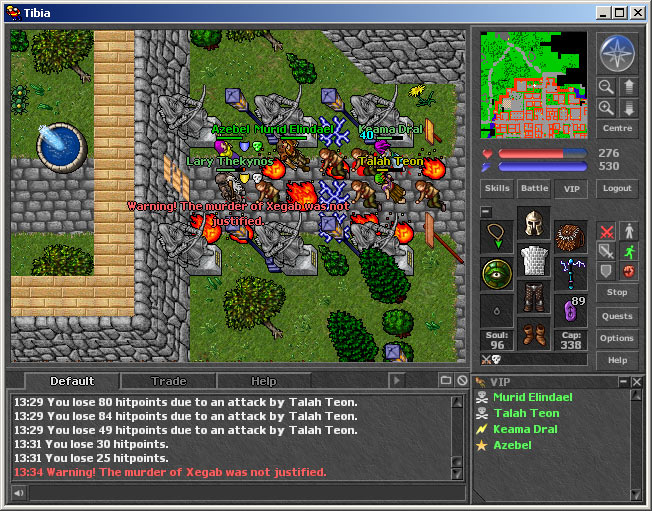 Tibia
Azebel Murid Elindael
Keama Dral
40
Lary Thekynos
Talah Teon
Warning! The murder of Xegab was not
justified.
Centre
276
530
Skills
Battle
VIP
Logout
89
Soul:
96
Cap:
338
Stop
Quests
Options
Help
Default
Trade
Help
13:29 You lose 80 hitpoints due to an attack by Talah Teon.
13:29 You lose 84 hitpoints due to an attack by Talah Teon.
13:29 You lose 49 hitpoints due to an attack by Talah Teon.
13:31 You lose 30 hitpoints.
13:31 You lose 25 hitpoints.
13:34 Warning! The murder of Xegab was not justified.
VIP
Murid Elindael
Talah Teon
Keama Dral
Azebel